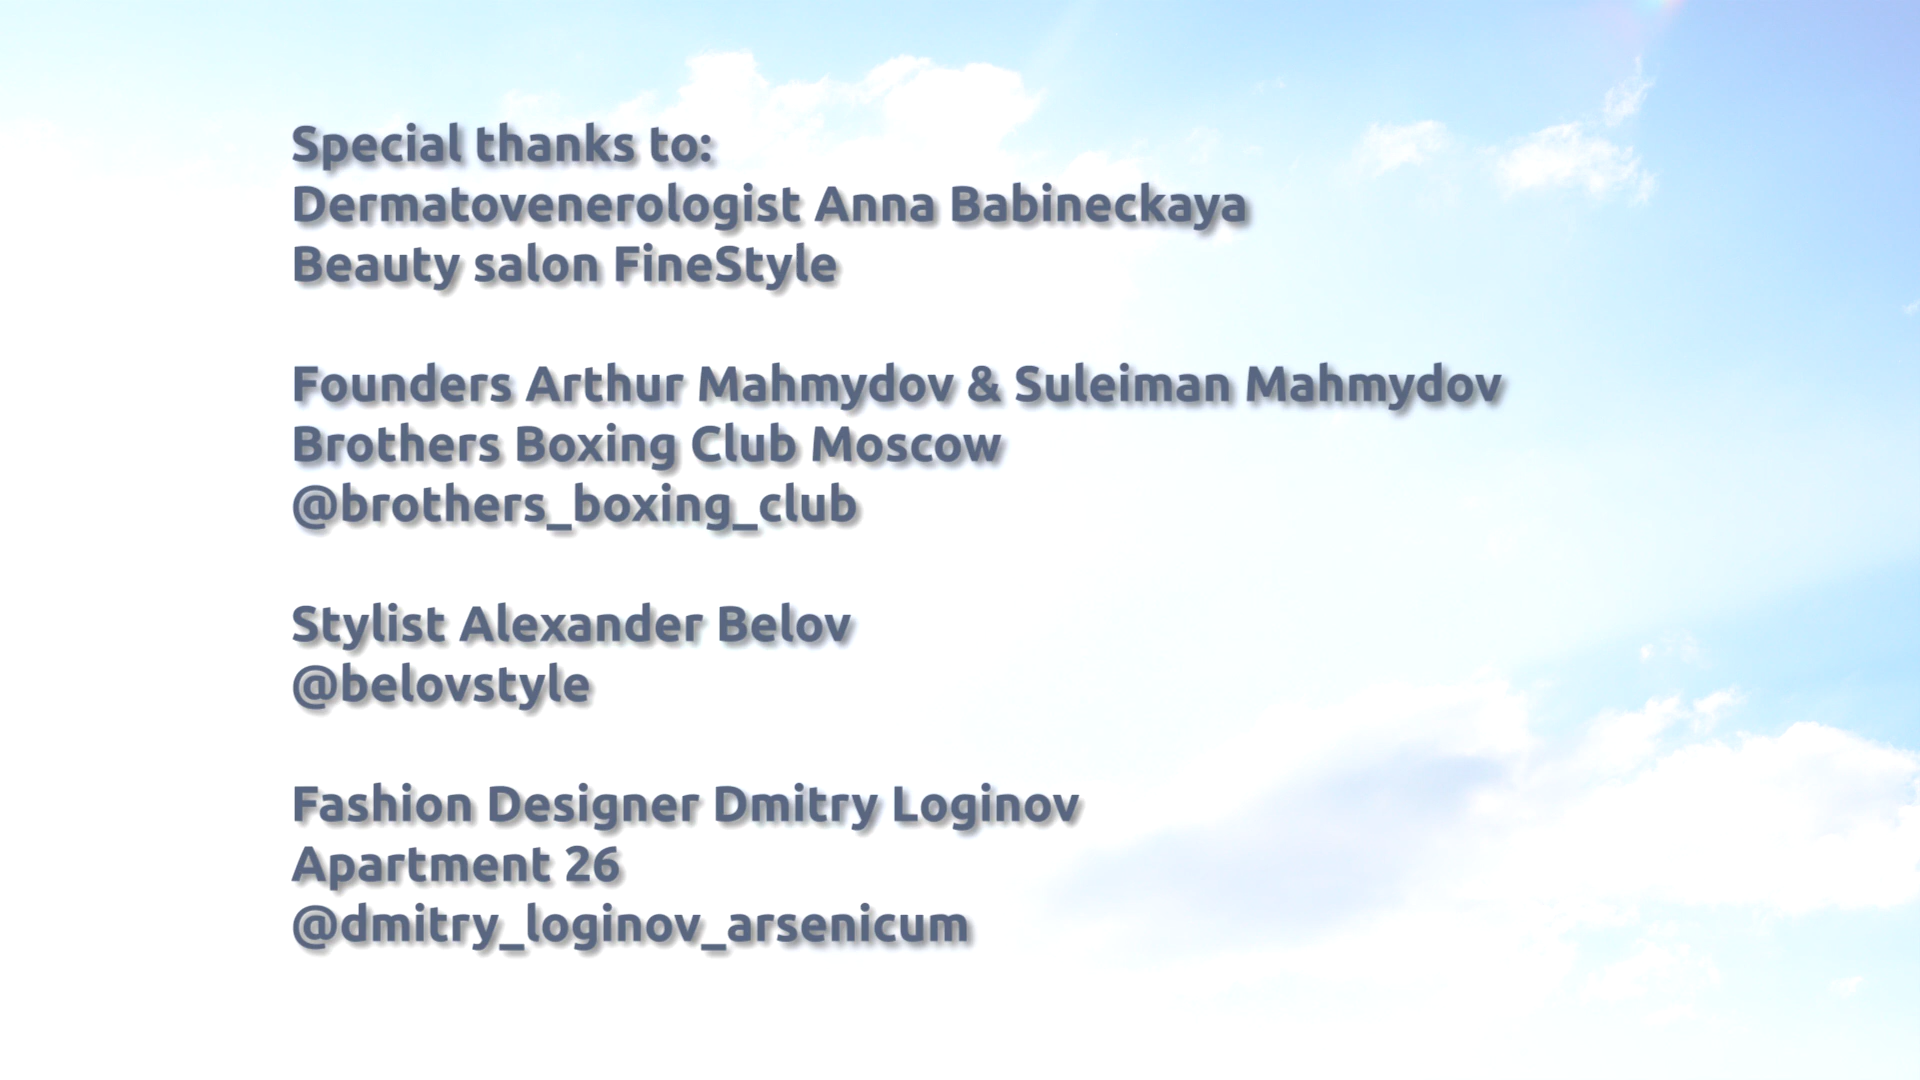 Special thanks to:
Dermatovenerologist Anna Babineckaya
Beauty salon FineStyle
Founders Arthur Mahmydov & Suleiman Mahmydov
Brothers Boxing Club Moscow
@brothers_boxing_club
Stylist Alexander Belov
@belovstyle
Fashion Designer Dmitry Loginov
Apartment 26
@dmitry_loginov_arsenicum